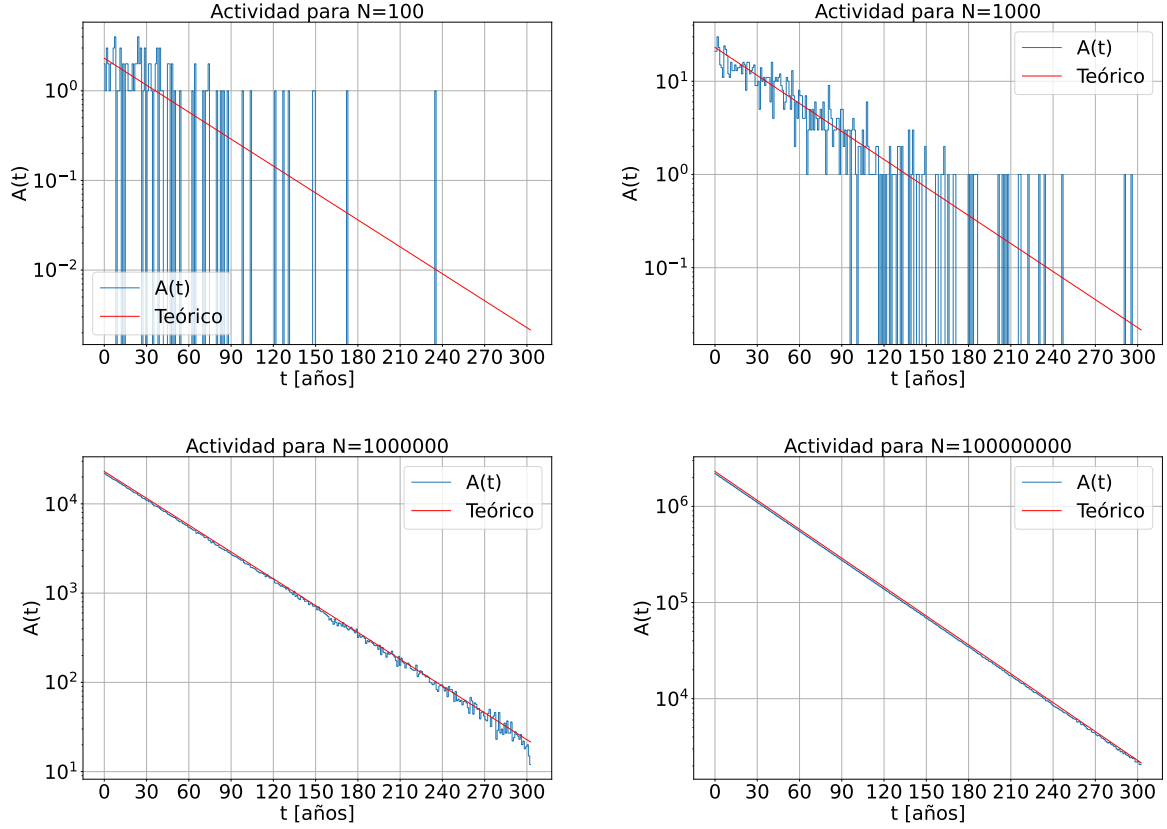 Actividad para N=100
A(t)
10^0
10^-1
10^-2
A(t)
Teórico
0 30 60 90 120 150 180 210 240 270 300
t [años]
Actividad para N=1000
A(t)
10^1
10^0
10^-1
A(t)
Teórico
0 30 60 90 120 150 180 210 240 270 300
t [años]
Actividad para N=1000000
A(t)
10^4
10^3
10^2
10^1
A(t)
Teórico
0 30 60 90 120 150 180 210 240 270 300
t [años]
Actividad para N=100000000
A(t)
10^6
10^5
10^4
A(t)
Teórico
0 30 60 90 120 150 180 210 240 270 300
t [años]